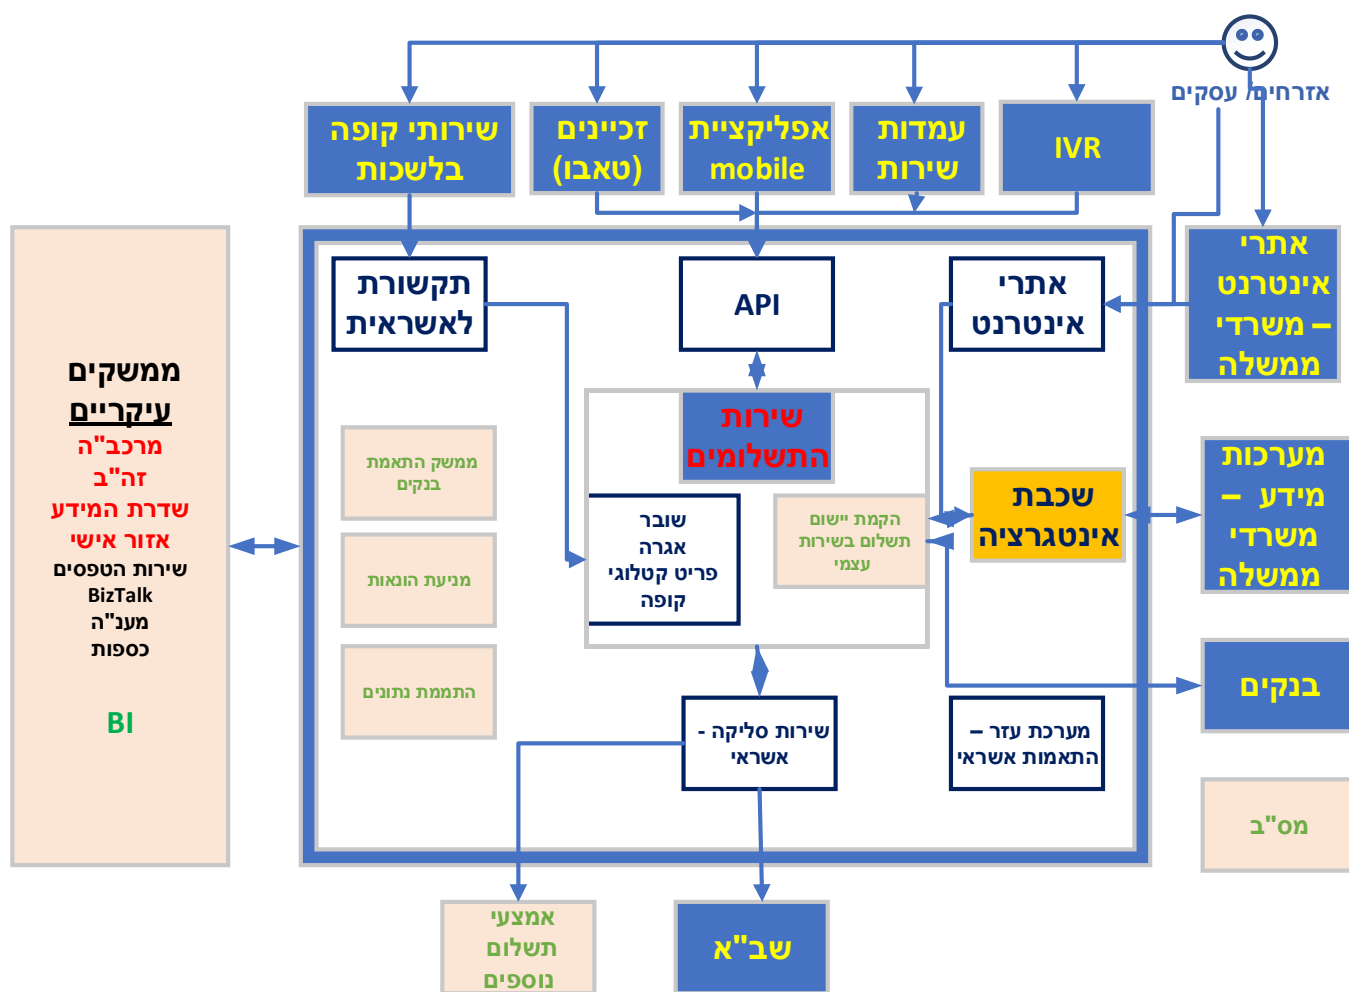 אזרחים/ עסקים
IVR
עמדות
שירות
אפליקציית
mobile
זכיינים
(טאבו)
שירותי קופה
בלשכות
אתרי
אינטרנט
– משרדי
ממשלה
אתרי
אינטרנט
API
תקשורת
לאשראית
ממשקים
עיקריים
מרכב"ה
זה"ב
שדרת המידע
אזור אישי
שירות הטפסים
BizTalk
מענ"ה
כספות
BI
שירות
התשלומים
ממשק התאמת
בנקים
מערכות
מידע –
משרדי
ממשלה
שכבת
אינטגרציה
הקמת יישום
תשלום בשירות
עצמי
שובר
אגרה
פריט קטלוגי
קופה
מניעת הונאות
התממת נתונים
בנקים
מערכת עזר –
התאמות אשראי
שירות סליקה -
אשראי
מס"ב
שב"א
אמצעי
תשלום
נוספים